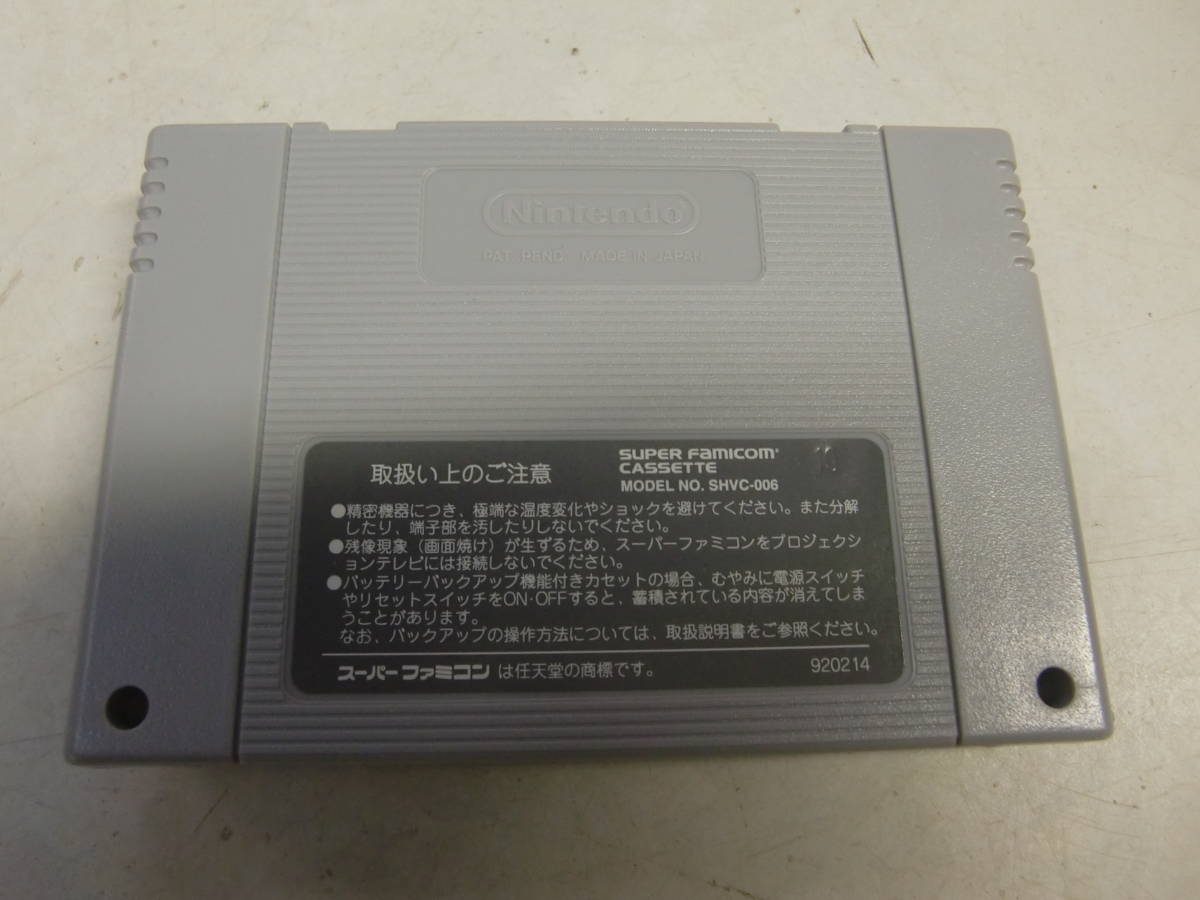 Nintendo
PAT. PEND. MADE IN JAPAN
取扱い上のご注意
SUPER FAMICOM
CASSETTE
MODEL NO. SHVC-006
10
●精密機器につき、極端な温度変化やショックを避けてください。また分解
したり、端子部を汚したりしないでください。
●残像現象(画面焼け)が生ずるため、スーパーファミコンをプロジェクシ
ョンテレビには接続しないでください。
●バッテリーバックアップ機能付きカセットの場合、むやみに電源スイッチ
やリセットスイッチをON·OFFすると、蓄積されている内容が消えてしま
うことがあります。
なお、バックアップの操作方法については、取扱説明書をご参照ください。
スーパーファミコンは任天堂の商標です。
920214